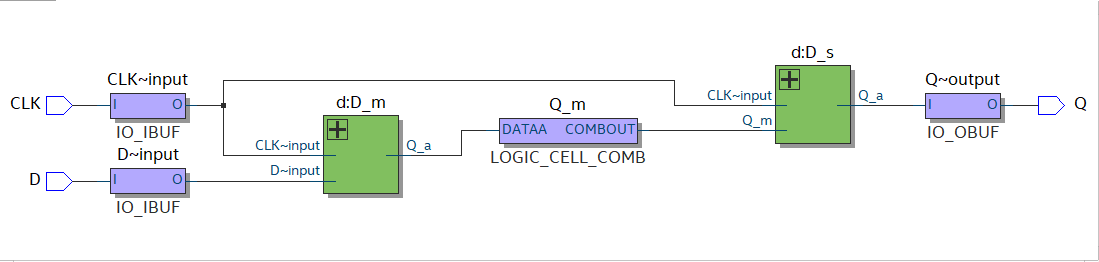 d:D_s
CLK~input
Q~output
CLK
I
O
d:D_m
Q_m
CLK~input
Q_a
I
O
Q
IO_IBUF
Q_m
DATAA
COMBOUT
IO_OBUF
D~input
CLK~input
Q_a
LOGIC_CELL_COMB
D
I
O
D~input
IO_IBUF